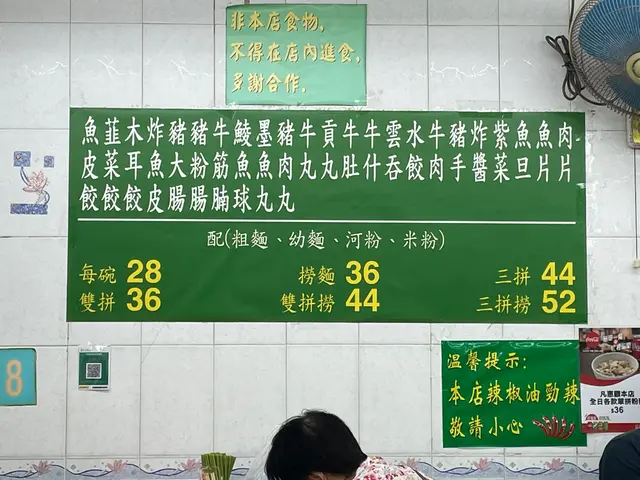 非本店食物，
不得在店內進食，
多謝合作．
魚皮餃
韮菜餃
木耳餃
炸魚皮
豬大腸
豬粉腸
牛筋腩
鯪魚球
墨魚丸
豬肉丸
牛丸
貢丸
牛肚
牛什
雲吞
水餃
牛肉
豬手
炸醬
紫菜
魚旦
魚片
肉片
配(粗麵、幼麵、河粉、米粉)
每碗 28
撈麵 36
三拼 44
雙拼 36
雙拼撈 44
三拼撈 52
8
溫馨提示：
本店辣椒油勁辣
敬請小心
凡惠顧本店
$36